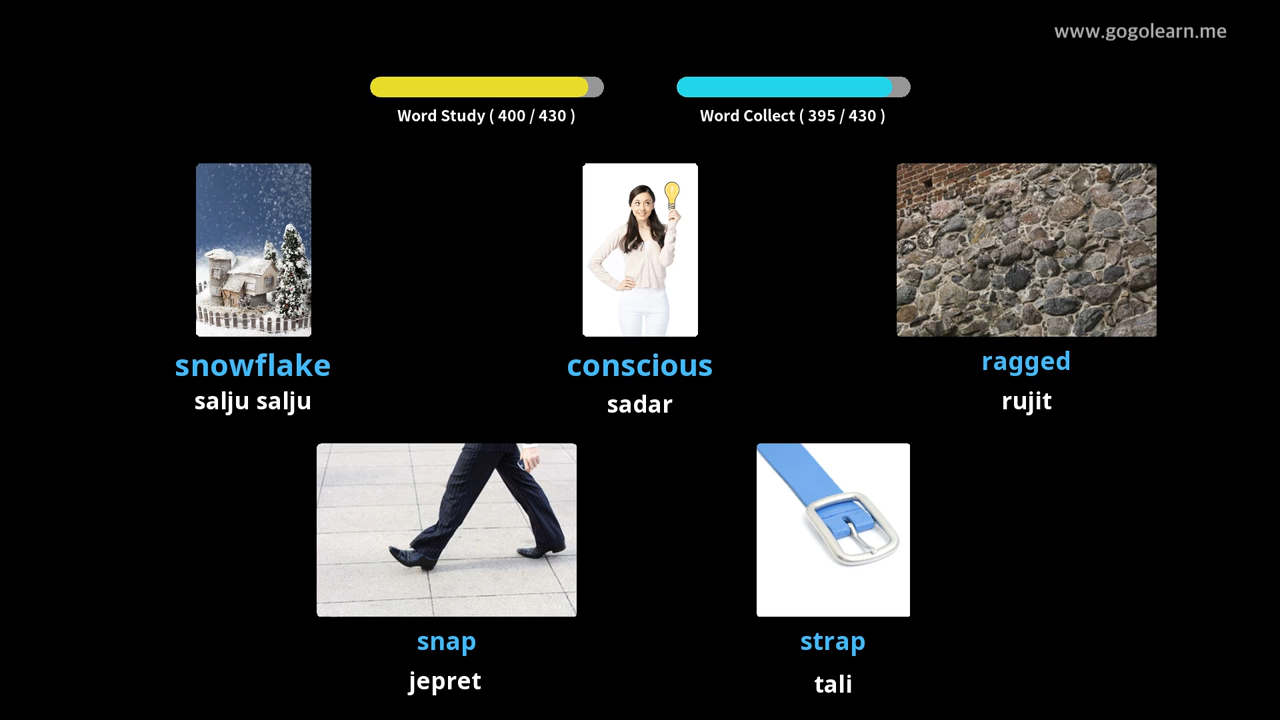 www.gogolearn.me
Word Study ( 400 / 430 )
Word Collect ( 395 / 430 )
snowflake
salju salju
conscious
sadar
ragged
rujit
snap
jepret
strap
tali